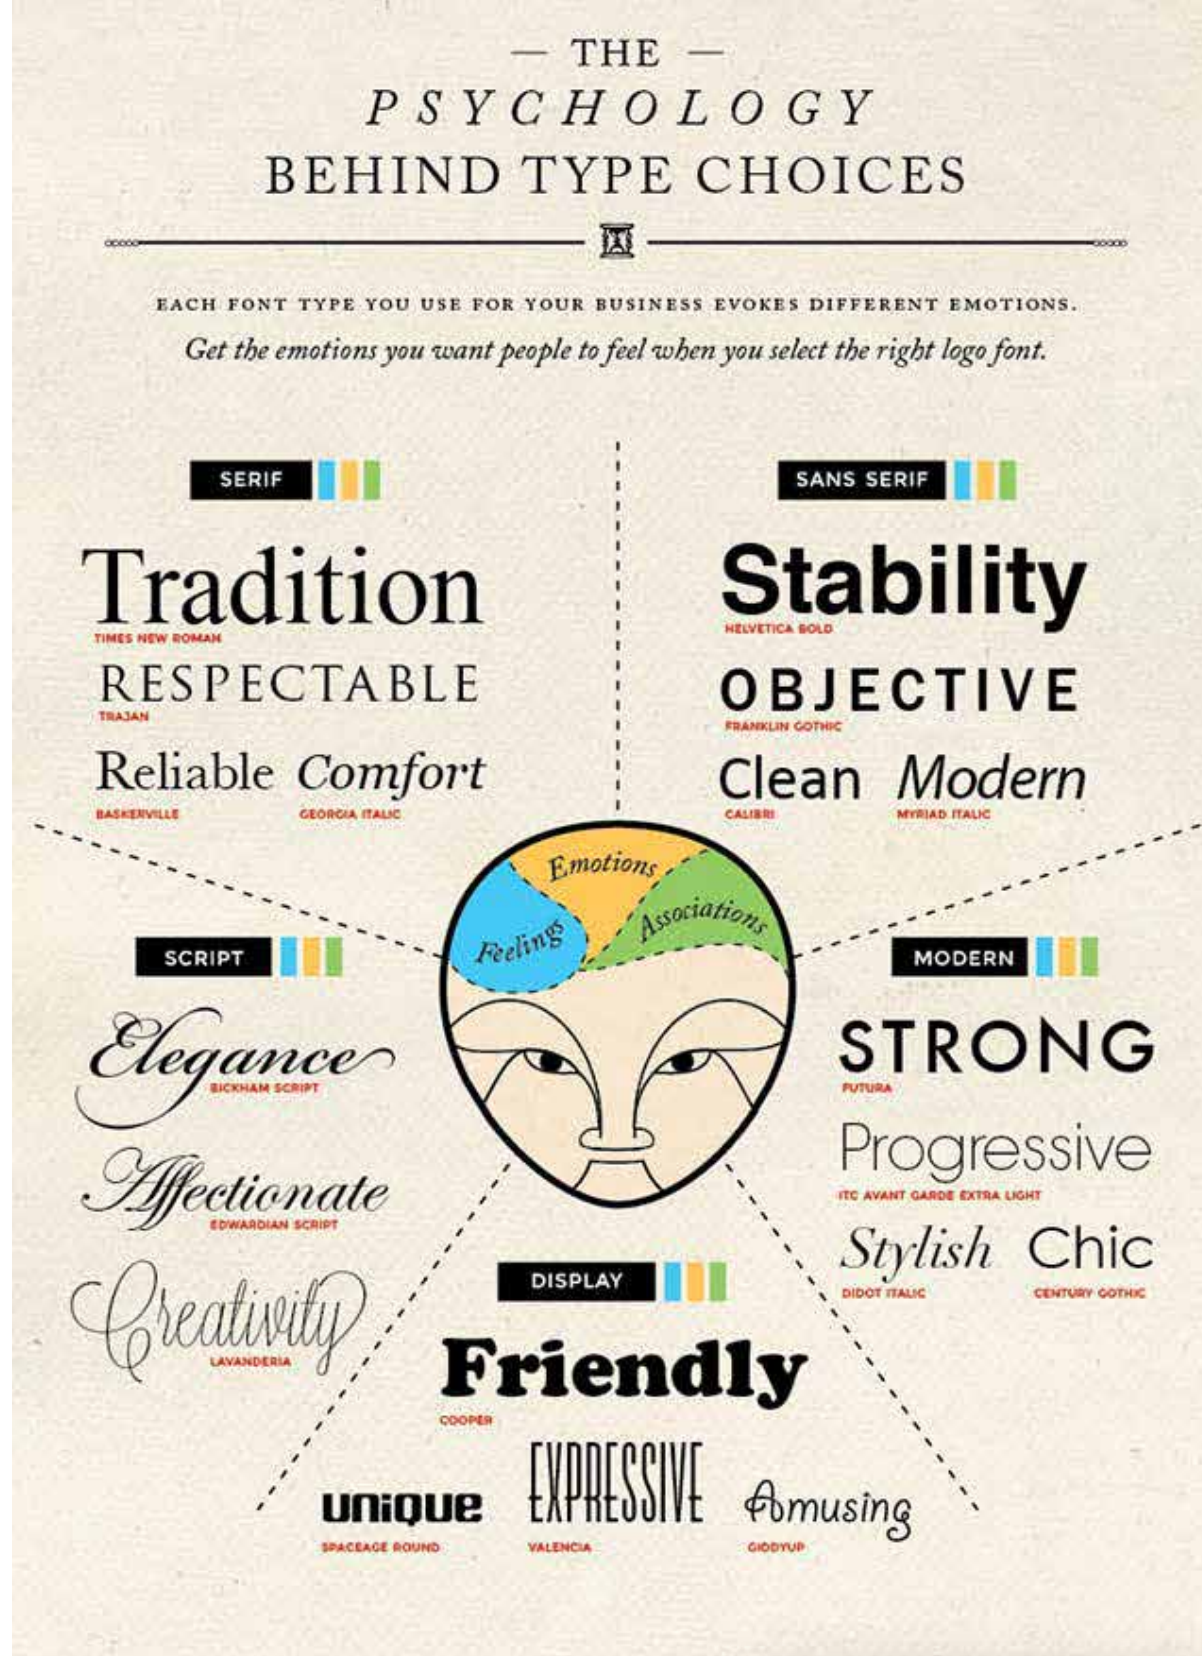 — THE —
PSYCHOLOGY
BEHIND TYPE CHOICES
EACH FONT TYPE YOU USE FOR YOUR BUSINESS EVOKES DIFFERENT EMOTIONS.
Get the emotions you want people to feel when you select the right logo font.
SERIF
Tradition
TIMES NEW ROMAN
RESPECTABLE
TRAJAN
Reliable Comfort
BASKERVILLE GEORGIA ITALIC
SANS SERIF
Stability
HELVETICA BOLD
OBJECTIVE
FRANKLIN GOTHIC
Clean Modern
CALIBRI MYRIAD ITALIC
Emotions
Feelings
Associations
SCRIPT
Elegance
BICKHAM SCRIPT
Affectionate
EDWARDIAN SCRIPT
Creativity
LAVANDERIA
MODERN
STRONG
FUTURA
Progressive
ITC AVANT GARDE EXTRA LIGHT
Stylish Chic
DIDOT ITALIC CENTURY GOTHIC
DISPLAY
Friendly
COOPER
UNiQUE EXPRESSIVE Amusing
SPACEAGE ROUND VALENCIA GIDDYUP